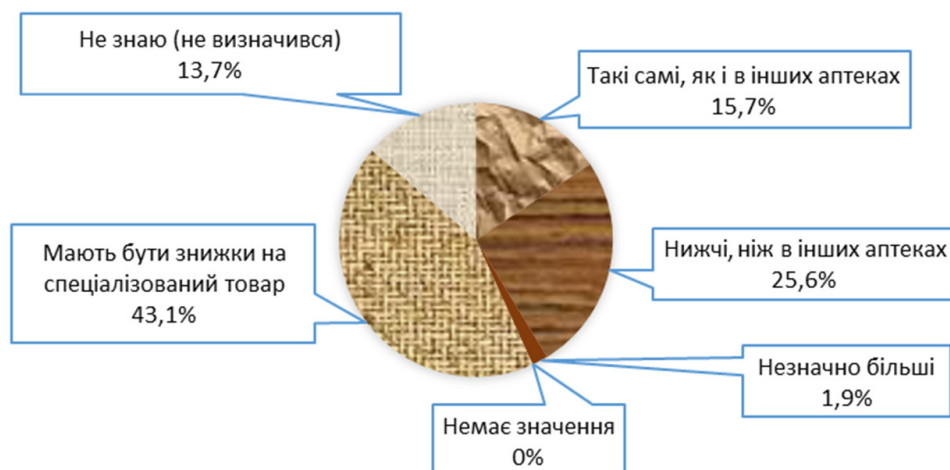 Не знаю (не визначився)
13,7%
Такі самі, як і в інших аптеках
15,7%
Мають бути знижки на
спеціалізований товар
43,1%
Нижчі, ніж в інших аптеках
25,6%
Незначно більші
1,9%
Немає значення
0%